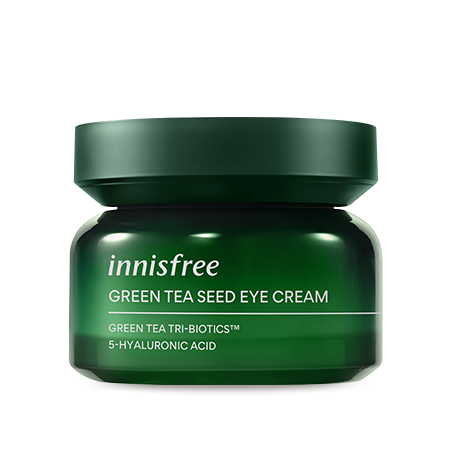 innisfree
GREEN TEA SEED EYE CREAM
GREEN TEA TRI-BIOTICS™
5-HYALURONIC ACID